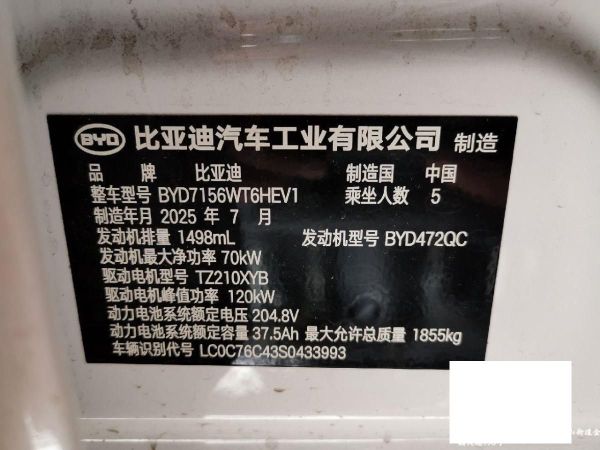 BYD 比亚迪汽车工业有限公司 制造
品牌 比亚迪 制造国 中国
整车型号 BYD7156WT6HEV1 乘坐人数 5
制造年月 2025 年 7 月
发动机排量 1498mL 发动机型号 BYD472QC
发动机最大净功率 70kW
驱动电机型号 TZ210XYB
驱动电机峰值功率 120kW
动力电池系统额定电压 204.8V
动力电池系统额定容量 37.5Ah 最大允许总质量 1855kg
车辆识别代号 LC0C76C43S0433993